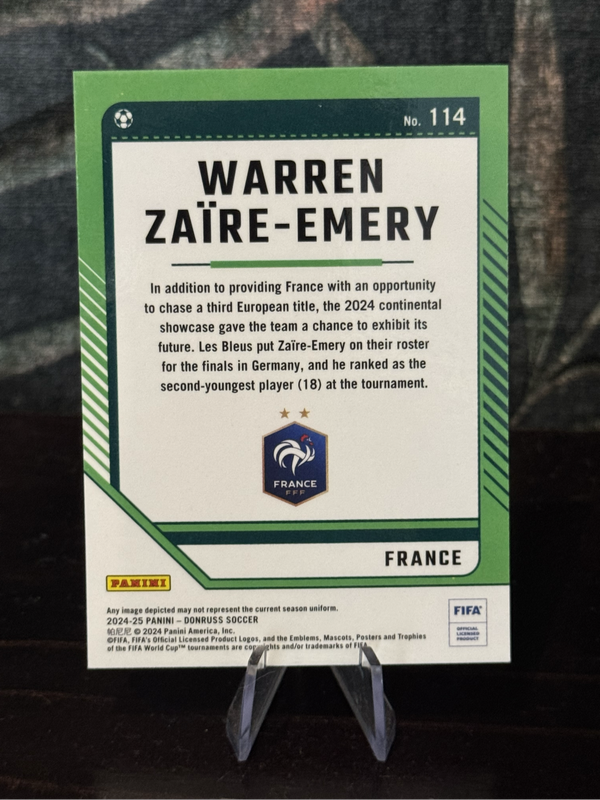 No. 114
WARREN
ZAÏRE-EMERY
In addition to providing France with an opportunity
to chase a third European title, the 2024 continental
showcase gave the team a chance to exhibit its
future. Les Bleus put Zaïre-Emery on their roster
for the finals in Germany, and he ranked as the
second-youngest player (18) at the tournament.
FRANCE
FFF
FRANCE
PANINI
Any image depicted may not represent the current season uniform.
2024-25 PANINI – DONRUSS SOCCER
帕尼尼 © 2024 Panini America, Inc.
©FIFA, FIFA's Official Licensed Product Logos, and the Emblems, Mascots, Posters and Trophies
of the FIFA World Cup™ tournaments are copyrights and/or trademarks of FIFA.
FIFA®
OFFICIAL
LICENSED
PRODUCT